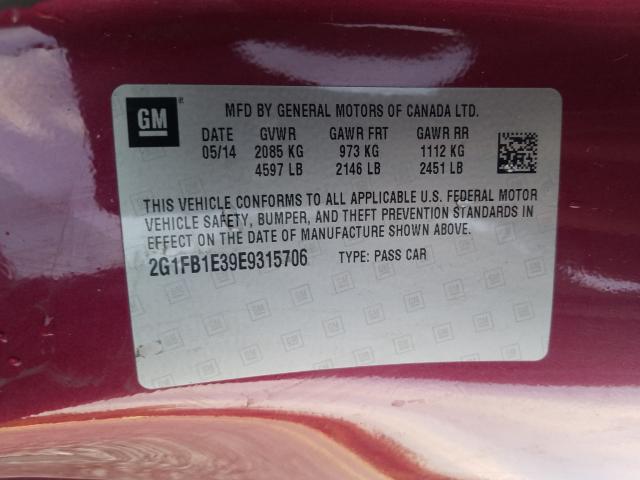 GM
MFD BY GENERAL MOTORS OF CANADA LTD.
DATE GVWR GAWR FRT GAWR RR
05/14 2085 KG 973 KG 1112 KG
4597 LB 2146 LB 2451 LB
THIS VEHICLE CONFORMS TO ALL APPLICABLE U.S. FEDERAL MOTOR
VEHICLE SAFETY, BUMPER, AND THEFT PREVENTION STANDARDS IN
EFFECT ON THE DATE OF MANUFACTURE SHOWN ABOVE.
2G1FB1E39E9315706 TYPE: PASS CAR